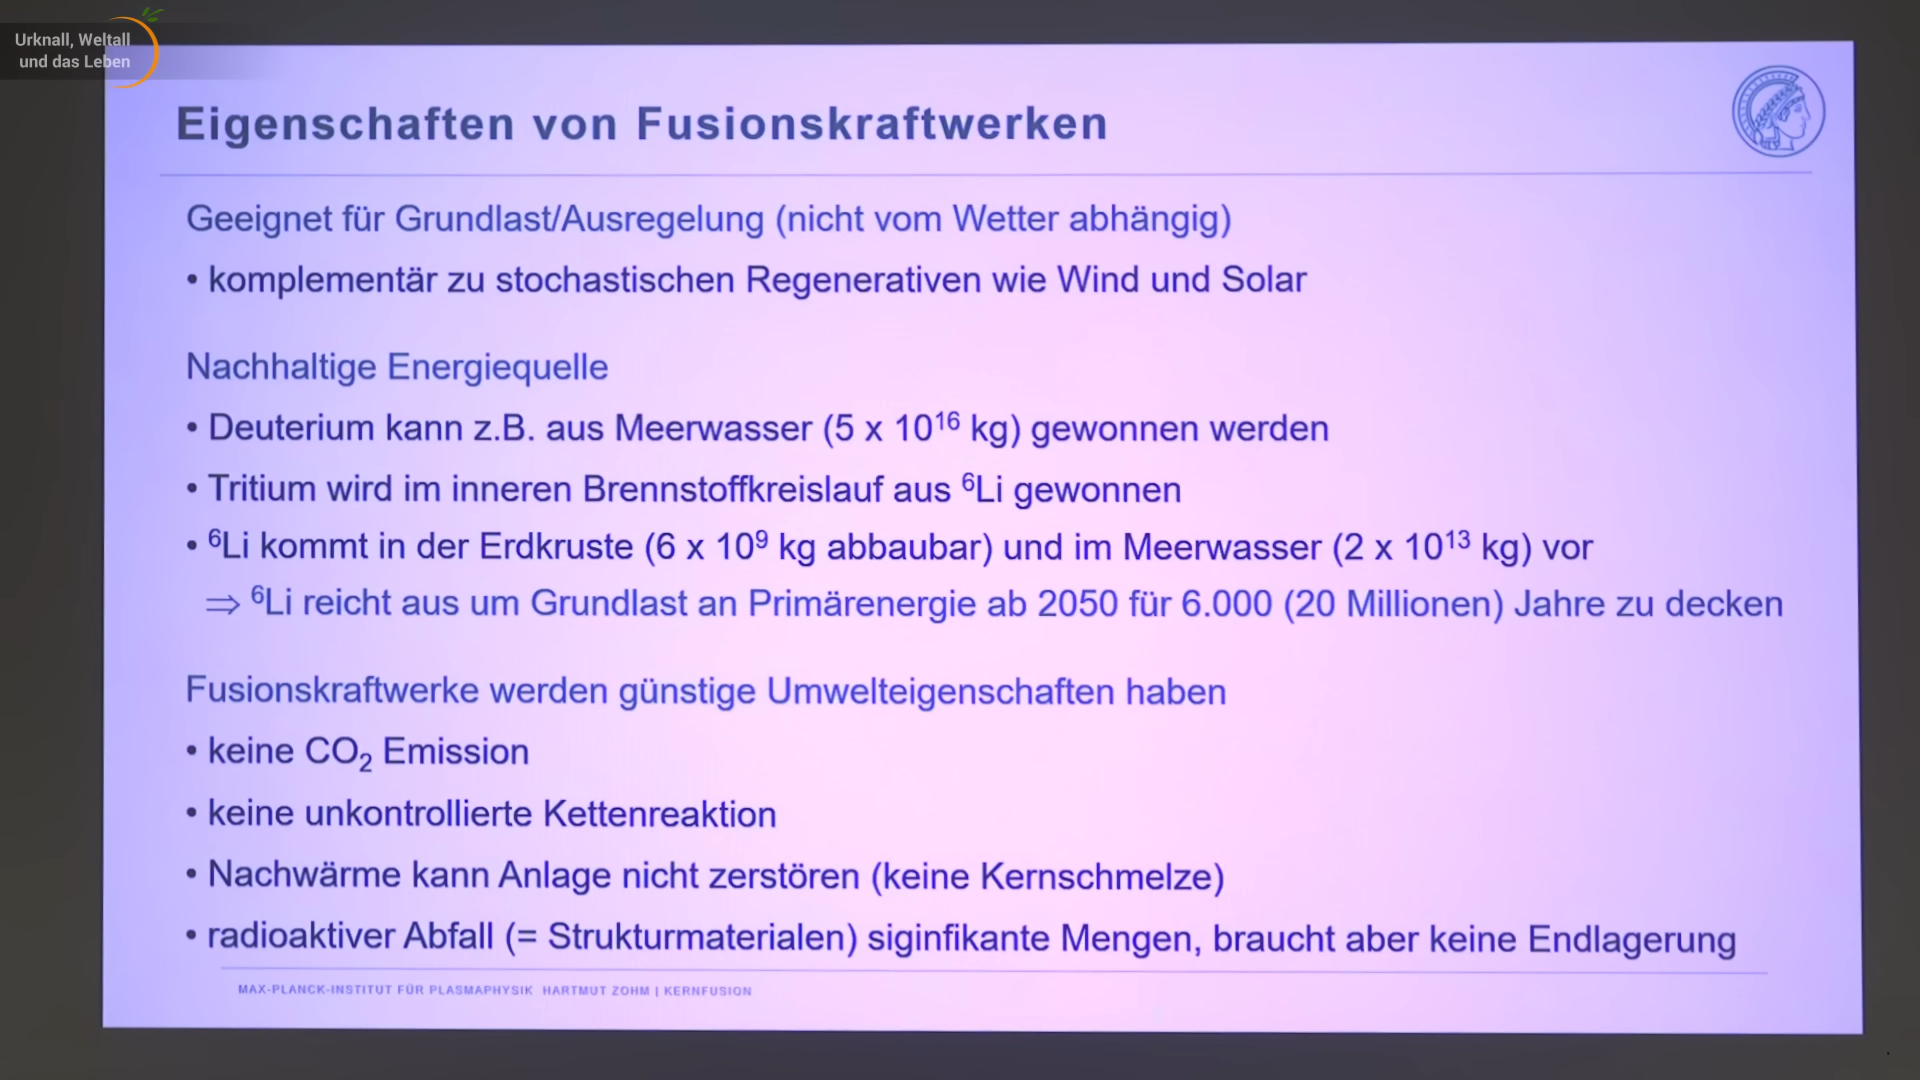 Urknall, Weltall
und das Leben
Eigenschaften von Fusionskraftwerken
Geeignet für Grundlast/Ausregelung (nicht vom Wetter abhängig)
• komplementär zu stochastischen Regenerativen wie Wind und Solar
Nachhaltige Energiequelle
• Deuterium kann z.B. aus Meerwasser (5 x 10¹⁶ kg) gewonnen werden
• Tritium wird im inneren Brennstoffkreislauf aus ⁶Li gewonnen
• ⁶Li kommt in der Erdkruste (6 x 10⁹ kg abbaubar) und im Meerwasser (2 x 10¹³ kg) vor
⇒ ⁶Li reicht aus um Grundlast an Primärenergie ab 2050 für 6.000 (20 Millionen) Jahre zu decken
Fusionskraftwerke werden günstige Umwelteigenschaften haben
• keine CO₂ Emission
• keine unkontrollierte Kettenreaktion
• Nachwärme kann Anlage nicht zerstören (keine Kernschmelze)
• radioaktiver Abfall (= Strukturmaterialen) siginfikante Mengen, braucht aber keine Endlagerung
MAX-PLANCK-INSTITUT FÜR PLASMAPHYSIK HARTMUT ZOHM | KERNFUSION